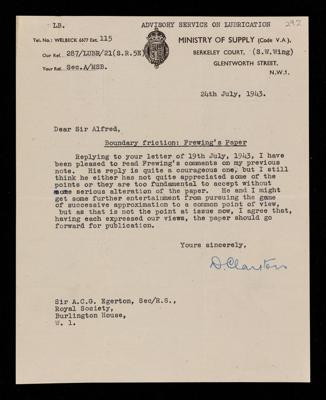 LB.
ADVISORY SERVICE ON LUBRICATION
292
Tel. No.: WELBECK 6677 Ext. 115
MINISTRY OF SUPPLY (Code V.A.),
Our Ref. 287/LUBR/21(S.R.5E)
BERKELEY COURT, (S.W.Wing)
Your Ref. Sec.A/MSB.
GLENTWORTH STREET,
N.W.1.
24th July, 1943.
Dear Sir Alfred,
Boundary friction: Frewing's Paper
Replying to your letter of 19th July, 1943, I have
been pleased to read Frewing's comments on my previous
note. His reply is quite a courageous one, but I still
think he either has not quite appreciated some of the
points or they are too fundamental to accept without
serious alteration of the paper. He and I might
get some further entertainment from pursuing the game
of successive approximation to a common point of view,
but as that is not the point at issue now, I agree that,
having each expressed our views, the paper should go
forward for publication.
Yours sincerely,
D. Clayton
Sir A.C.G. Egerton, Sec/R.S.,
Royal Society,
Burlington House,
W. 1.